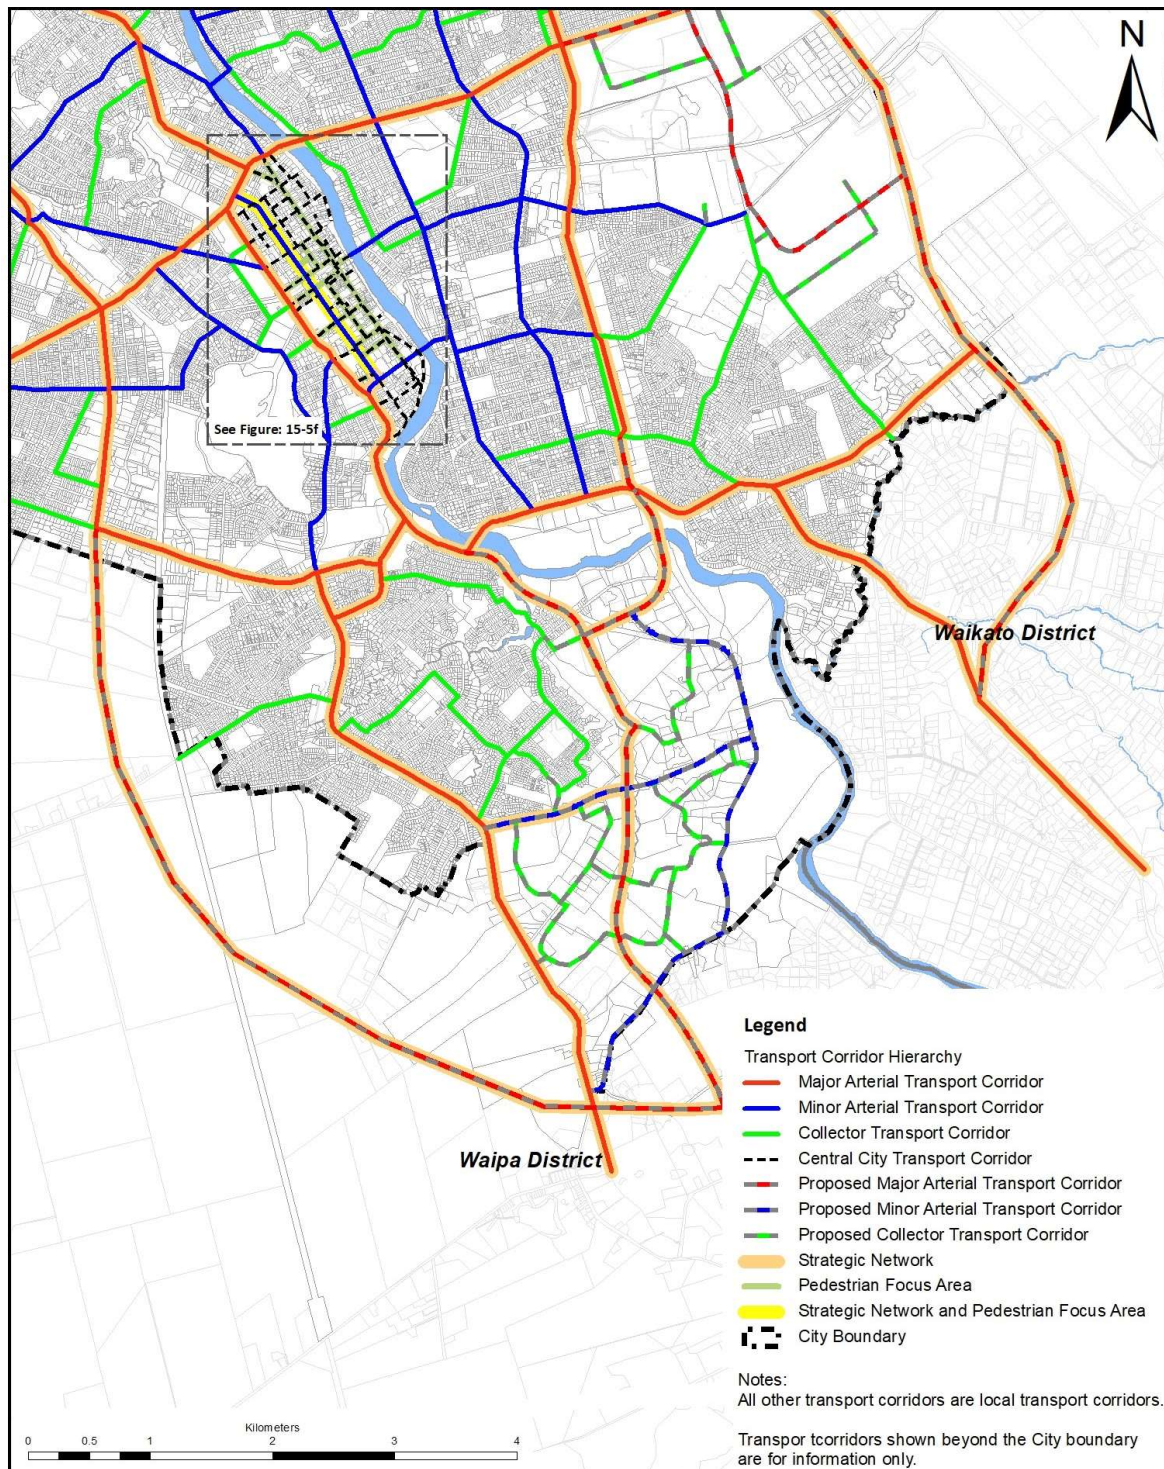 N
See Figure: 15-5f
Waikato District
Waipa District
Legend
Transport Corridor Hierarchy
Major Arterial Transport Corridor
Minor Arterial Transport Corridor
Collector Transport Corridor
Central City Transport Corridor
Proposed Major Arterial Transport Corridor
Proposed Minor Arterial Transport Corridor
Proposed Collector Transport Corridor
Strategic Network
Pedestrian Focus Area
Strategic Network and Pedestrian Focus Area
City Boundary
Notes:
All other transport corridors are local transport corridors.
Transpor tcorridors shown beyond the City boundary
are for information only.
Kilometers
0 0.5 1 2 3 4